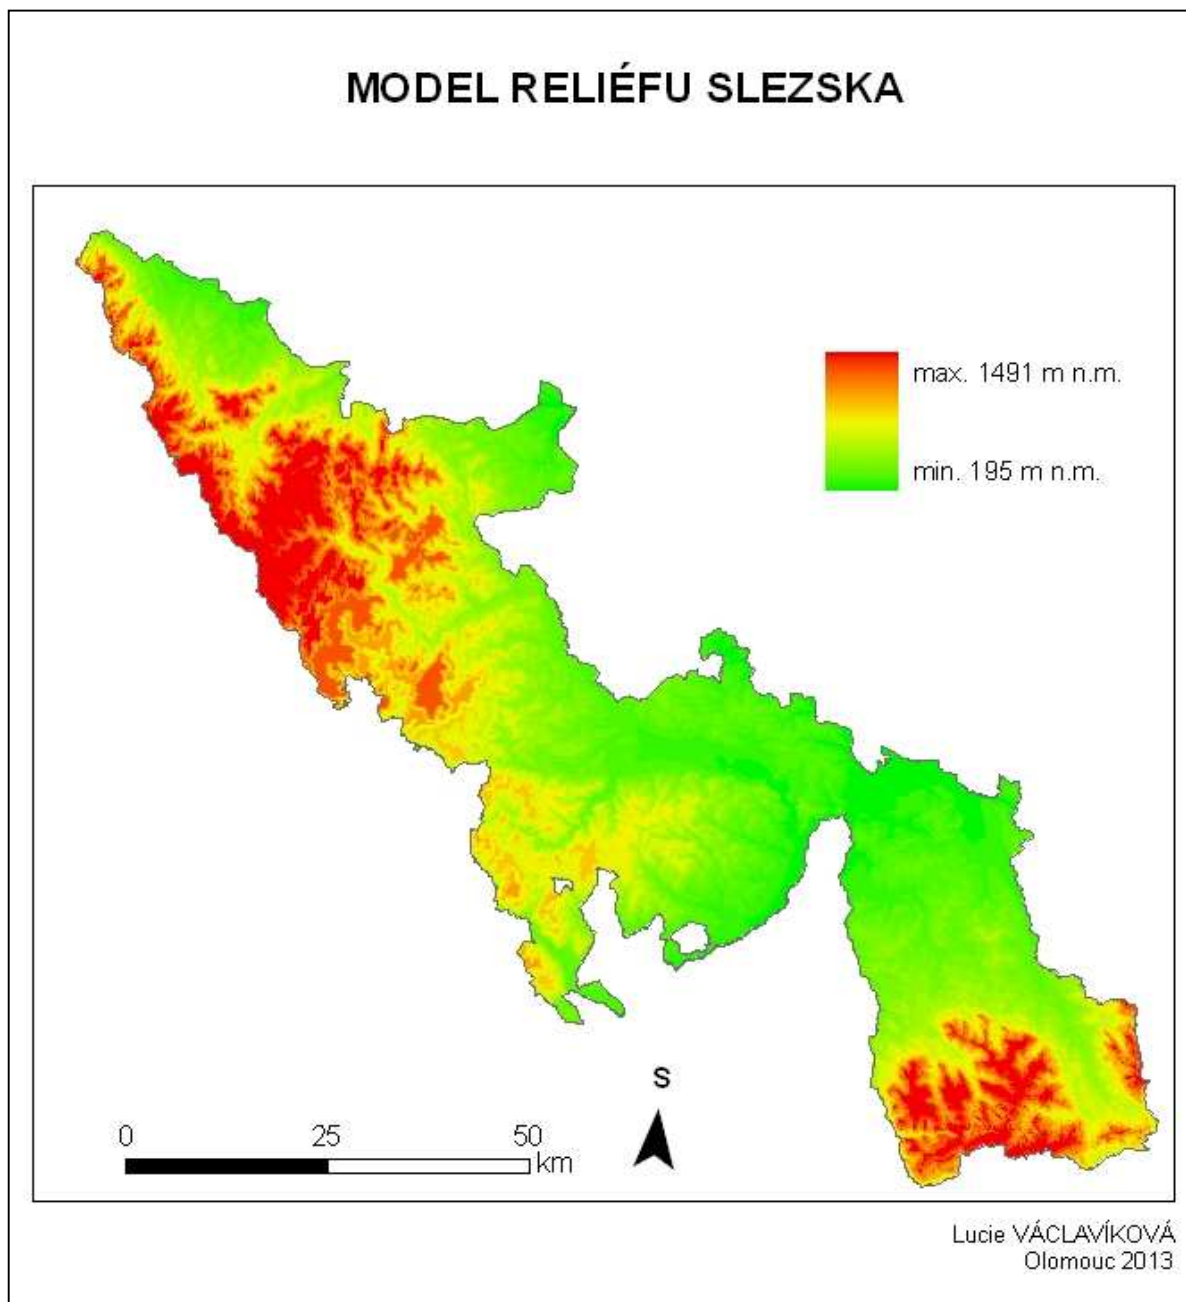 MODEL RELIÉFU SLEZSKA
max. 1491 m n.m.
min. 195 m n.m.
S
0 25 50
km
Lucie VÁCLAVÍKOVÁ
Olomouc 2013